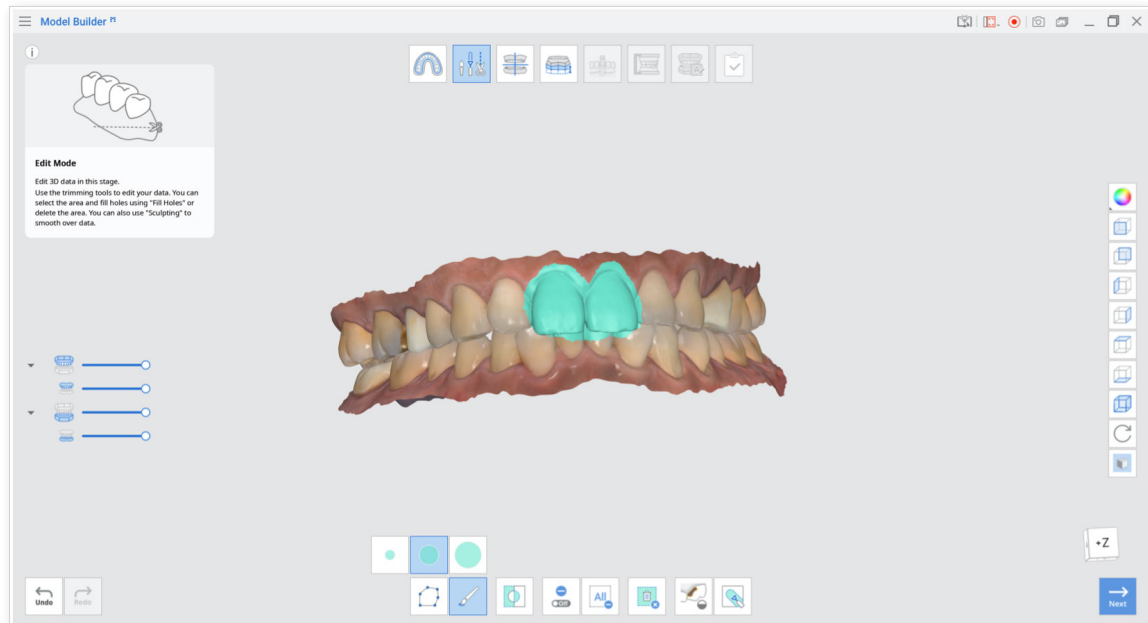 Model Builder
Edit Mode
Edit 3D data in this stage.
Use the trimming tools to edit your data. You can
select the area and fill holes using "Fill Holes" or
delete the area. You can also use "Sculpting" to
smooth over data.
+Z
Off
All
Undo
Redo
Next